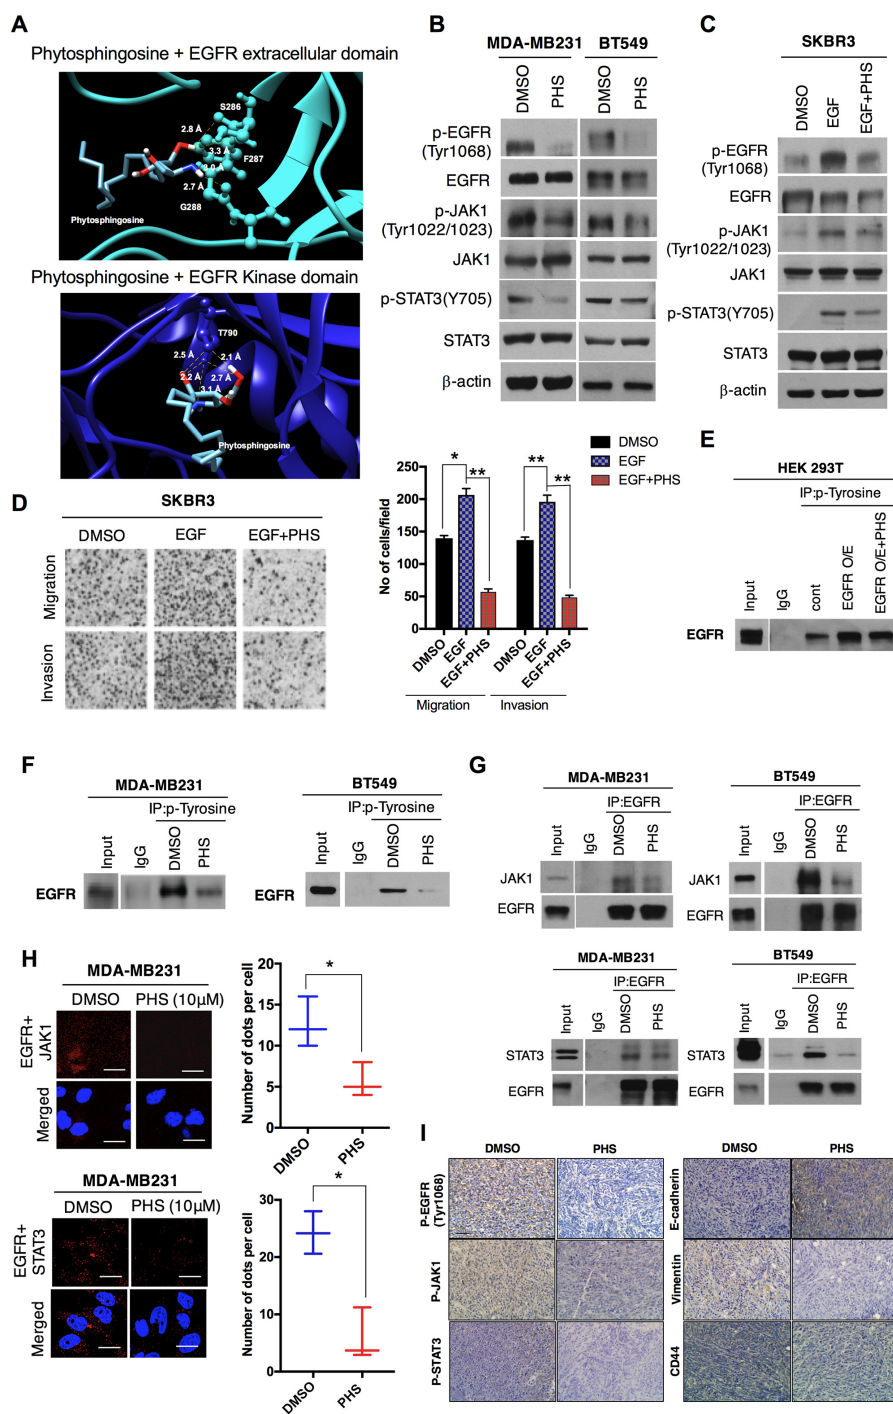 A
Phytosphingosine + EGFR extracellular domain
S286
2.8 Å
3.3 Å
F287
3.0 Å
2.7 Å
G288
Phytosphingosine
Phytosphingosine + EGFR Kinase domain
T790
2.5 Å
2.1 Å
2.2 Å
2.7 Å
3.1 Å
Phytosphingosine
B
MDA-MB231 BT549
DMSO PHS DMSO PHS
p-EGFR
(Tyr1068)
EGFR
p-JAK1
(Tyr1022/1023)
JAK1
p-STAT3(Y705)
STAT3
β-actin
C
SKBR3
DMSO EGF EGF+PHS
p-EGFR
(Tyr1068)
EGFR
p-JAK1
(Tyr1022/1023)
JAK1
p-STAT3(Y705)
STAT3
β-actin
D
SKBR3
DMSO EGF EGF+PHS
Migration
Invasion
DMSO
EGF
EGF+PHS
No of cells/field
250
200
150
100
50
0
* ** ** **
DMSO EGF EGF+PHS DMSO EGF EGF+PHS
Migration Invasion
E
HEK 293T
IP:p-Tyrosine
Input IgG cont EGFR O/E EGFR O/E+PHS
EGFR
F
MDA-MB231
IP:p-Tyrosine
Input IgG DMSO PHS
EGFR
BT549
IP:p-Tyrosine
Input IgG DMSO PHS
EGFR
G
MDA-MB231
IP:EGFR
Input IgG DMSO PHS
JAK1
EGFR
BT549
IP:EGFR
Input IgG DMSO PHS
JAK1
EGFR
MDA-MB231
IP:EGFR
Input IgG DMSO PHS
STAT3
EGFR
BT549
IP:EGFR
Input IgG DMSO PHS
STAT3
EGFR
H
MDA-MB231
DMSO PHS (10μM)
EGFR+
JAK1
Merged
Number of dots per cell
20
15
10
5
0
*
DMSO PHS
MDA-MB231
DMSO PHS (10μM)
EGFR+
STAT3
Merged
Number of dots per cell
30
20
10
0
*
DMSO PHS
I
DMSO PHS
P-EGFR
(Tyr1068)
P-JAK1
P-STAT3
DMSO PHS
E-cadherin
Vimentin
CD44